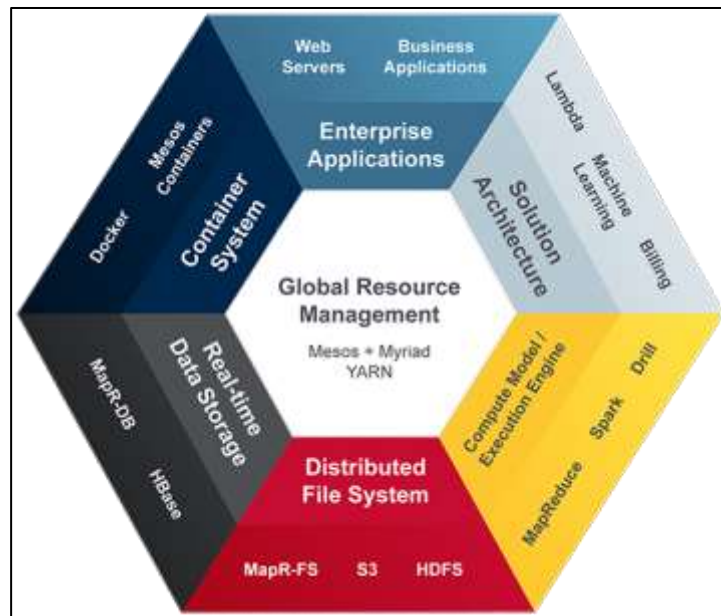 Web
Servers
Business
Applications
Enterprise
Applications
Lambda
Machine
Learning
Billing
Solution
Architecture
Mesos
Containers
Docker
Container
System
Global Resource
Management
Mesos + Myriad
YARN
Real-time
Data Storage
MapR-DB
HBase
Compute Model /
Execution Engine
Drill
Spark
MapReduce
Distributed
File System
MapR-FS
S3
HDFS